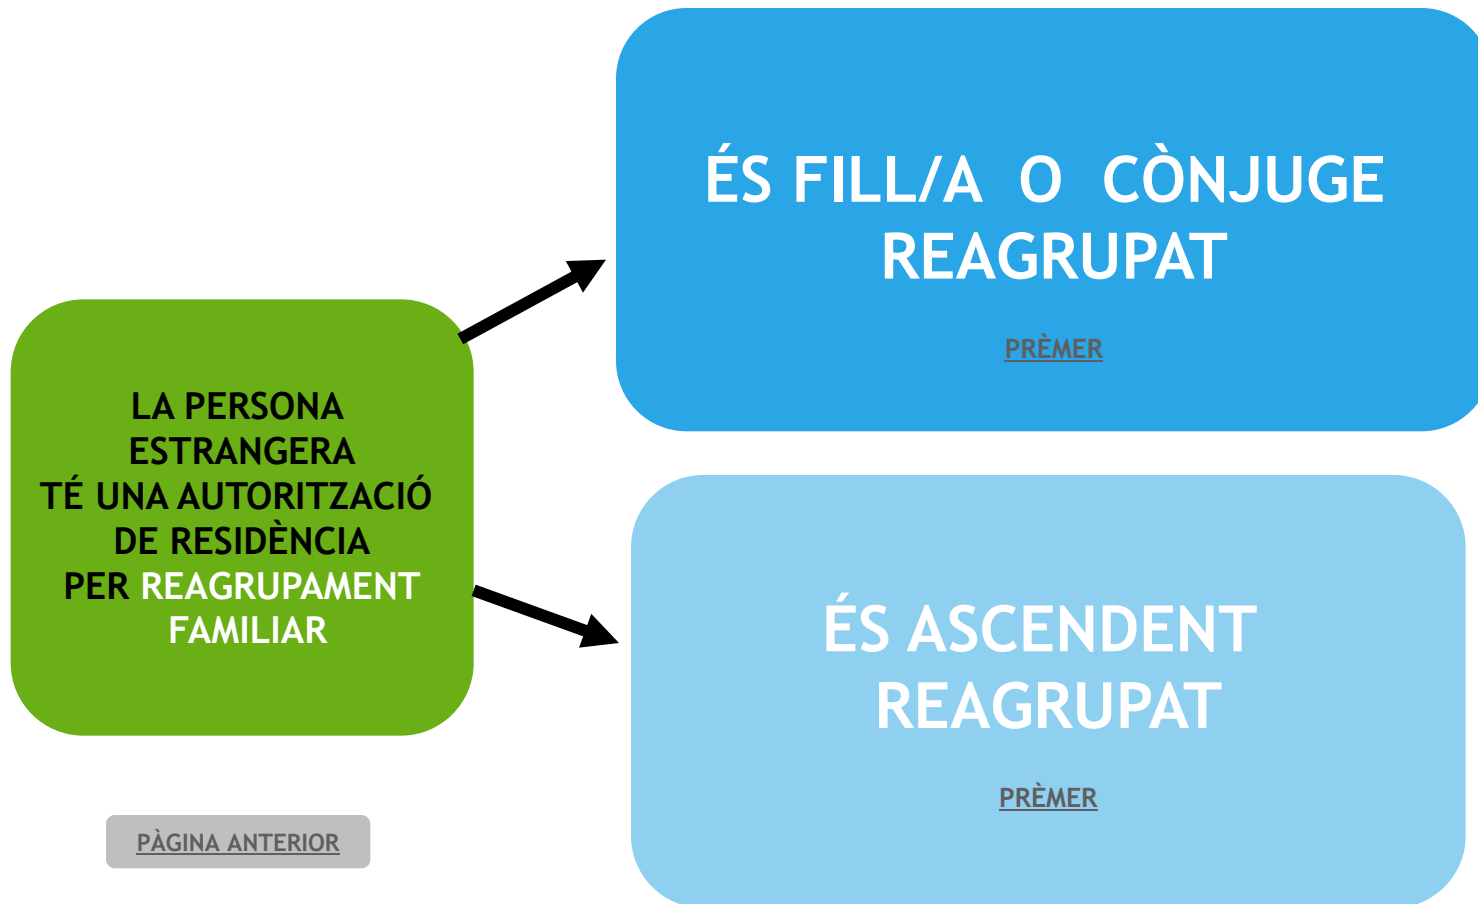 LA PERSONA
ESTRANGERA
TÉ UNA AUTORITZACIÓ
DE RESIDÈNCIA
PER REAGRUPAMENT
FAMILIAR
ÉS FILL/A O CÒNJUGE
REAGRUPAT
PRÈMER
ÉS ASCENDENT
REAGRUPAT
PRÈMER
PÀGINA ANTERIOR